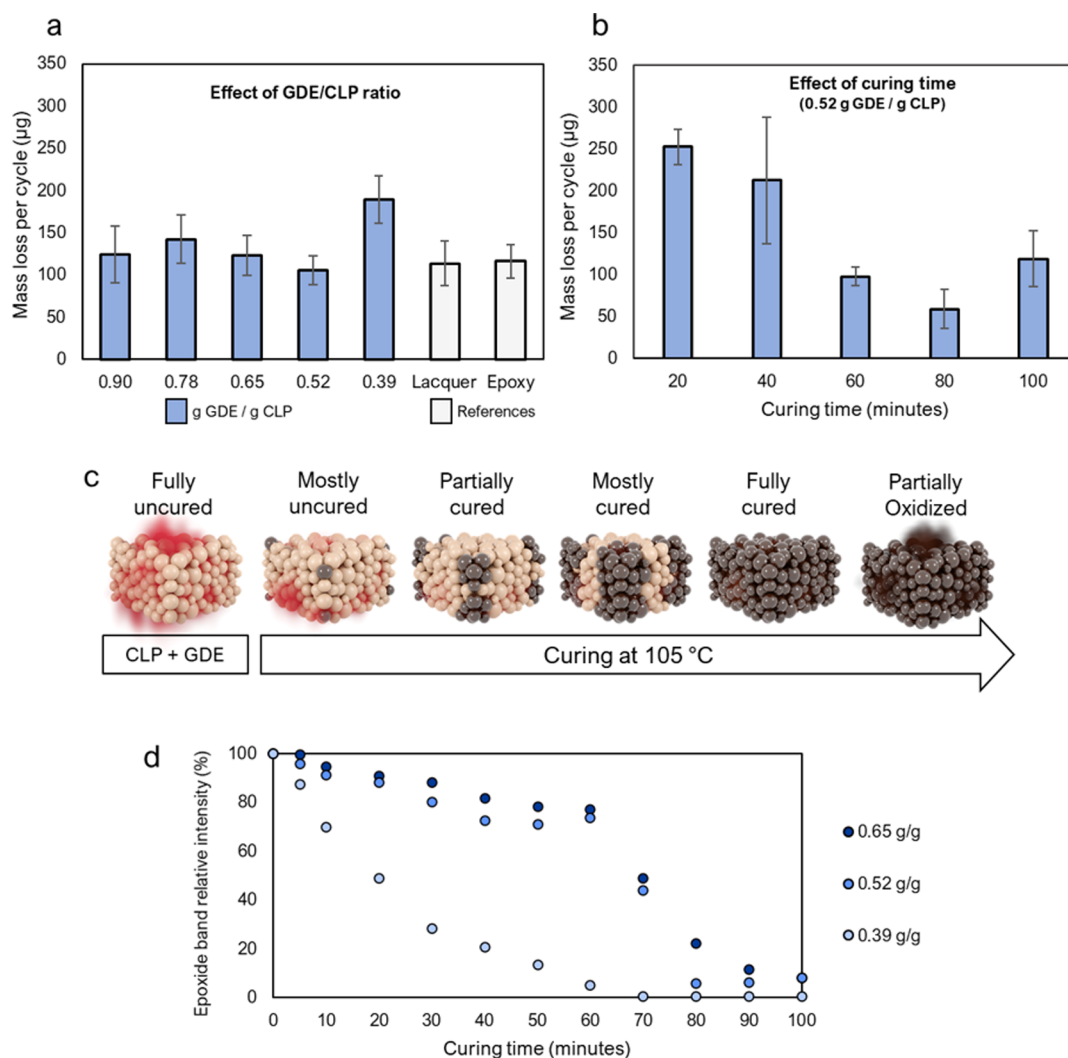 a
Effect of GDE/CLP ratio
Mass loss per cycle (µg)
350
300
250
200
150
100
50
0
0.90 0.78 0.65 0.52 0.39 Lacquer Epoxy
g GDE / g CLP
References
b
Effect of curing time
(0.52 g GDE / g CLP)
Mass loss per cycle (µg)
350
300
250
200
150
100
50
0
20 40 60 80 100
Curing time (minutes)
c
Fully
uncured
Mostly
uncured
Partially
cured
Mostly
cured
Fully
cured
Partially
Oxidized
CLP + GDE
Curing at 105 °C
d
Epoxide band relative intensity (%)
100
80
60
40
20
0
0 10 20 30 40 50 60 70 80 90 100
Curing time (minutes)
0.65 g/g
0.52 g/g
0.39 g/g